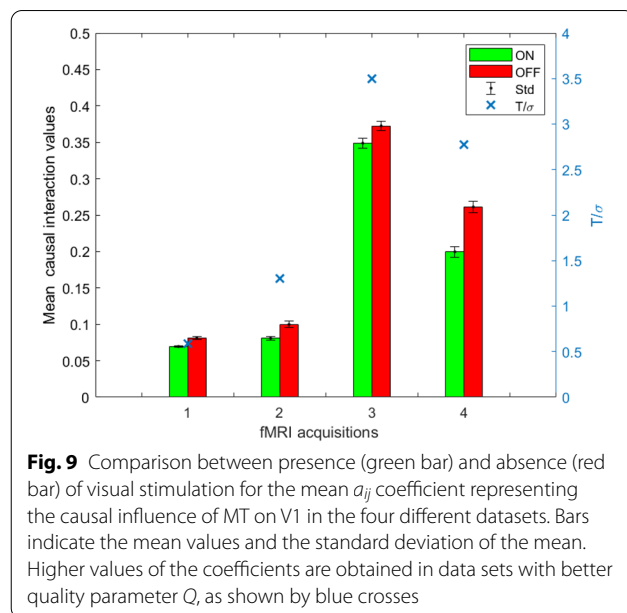 0.5
0.45
0.4
0.35
0.3
0.25
0.2
0.15
0.1
0.05
0
Mean causal interaction values
ON
OFF
Std
T/σ
4
3.5
3
2.5
2
1.5
1
0.5
0
T/σ
1 2 3 4
fMRI acquisitions
Fig. 9 Comparison between presence (green bar) and absence (red
bar) of visual stimulation for the mean a_ij coefficient representing
the causal influence of MT on V1 in the four different datasets. Bars
indicate the mean values and the standard deviation of the mean.
Higher values of the coefficients are obtained in data sets with better
quality parameter Q, as shown by blue crosses